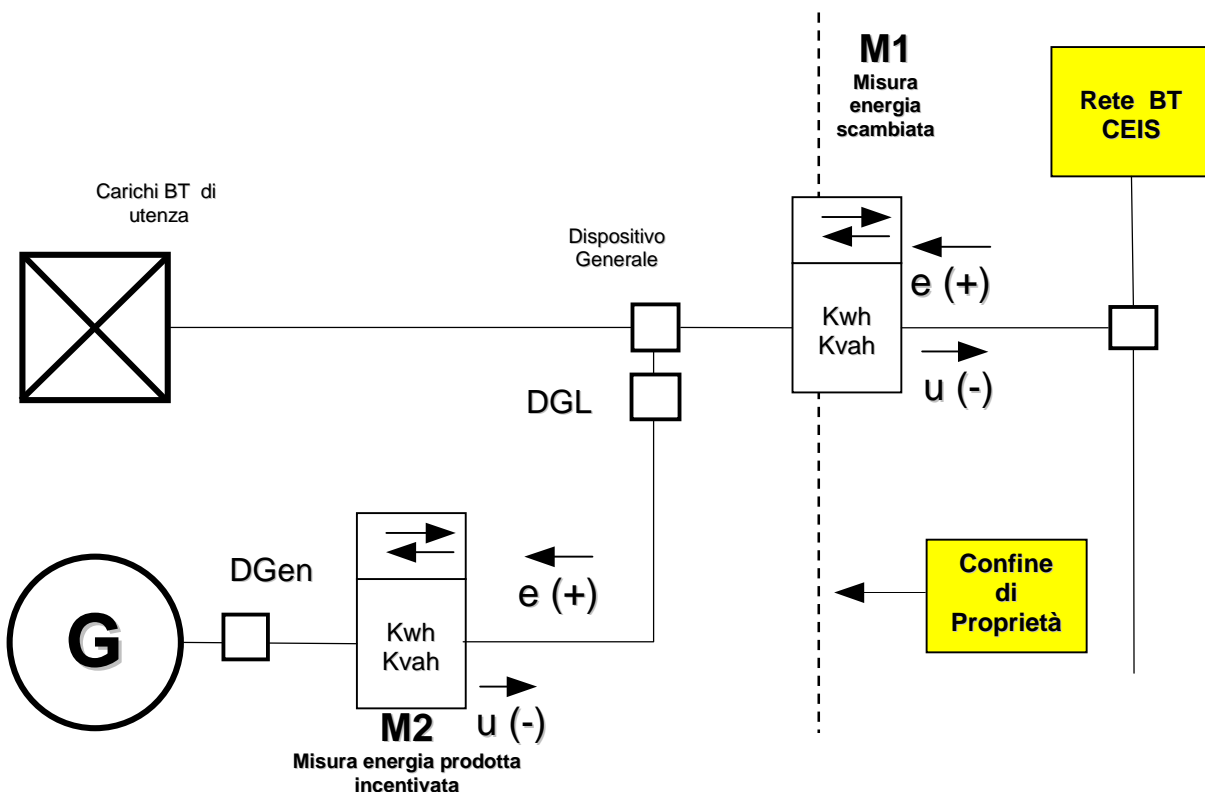 M1
Misura
energia
scambiata
Rete BT
CEIS
Carichi BT di
utenza
Dispositivo
Generale
e (+)
Kwh
Kvah
u (-)
DGL
DGen
e (+)
Confine
di
Proprietà
G
Kwh
Kvah
M2
u (-)
Misura energia prodotta
incentivata